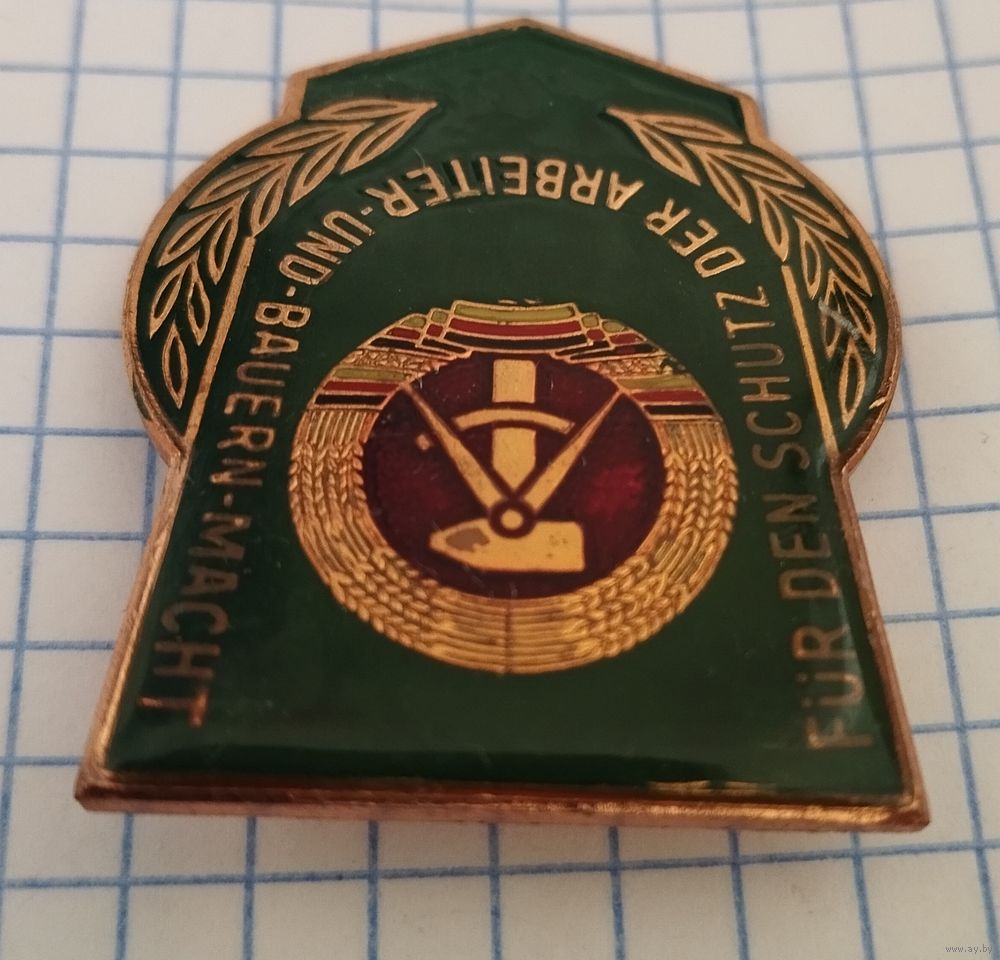 FÜR DEN SCHUTZ DER ARBEITER-UND-BAUERN-MACHT
www.ay.by